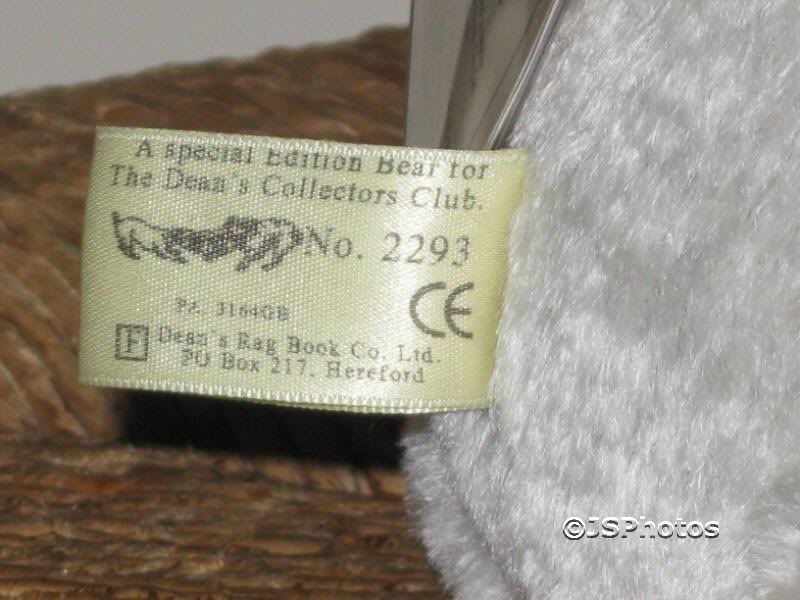 A special Edition Bear for
The Dean's Collectors Club.
No. 2293
CE
3164GB
F Dean's Rag Book Co. Ltd.
PO Box 217. Hereford
©JSPhotos